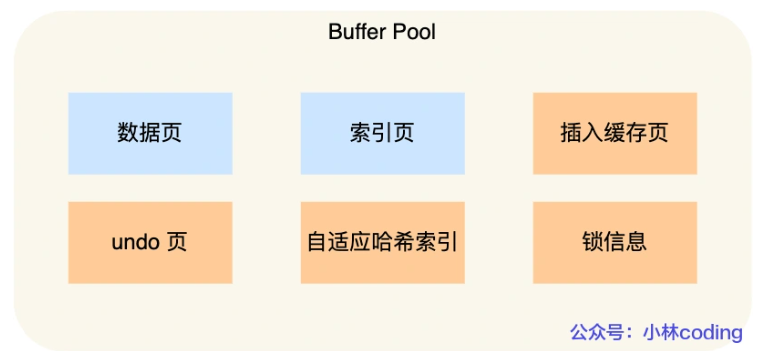 Buffer Pool
数据页
索引页
插入缓存页
undo 页
自适应哈希索引
锁信息
公众号：小林coding